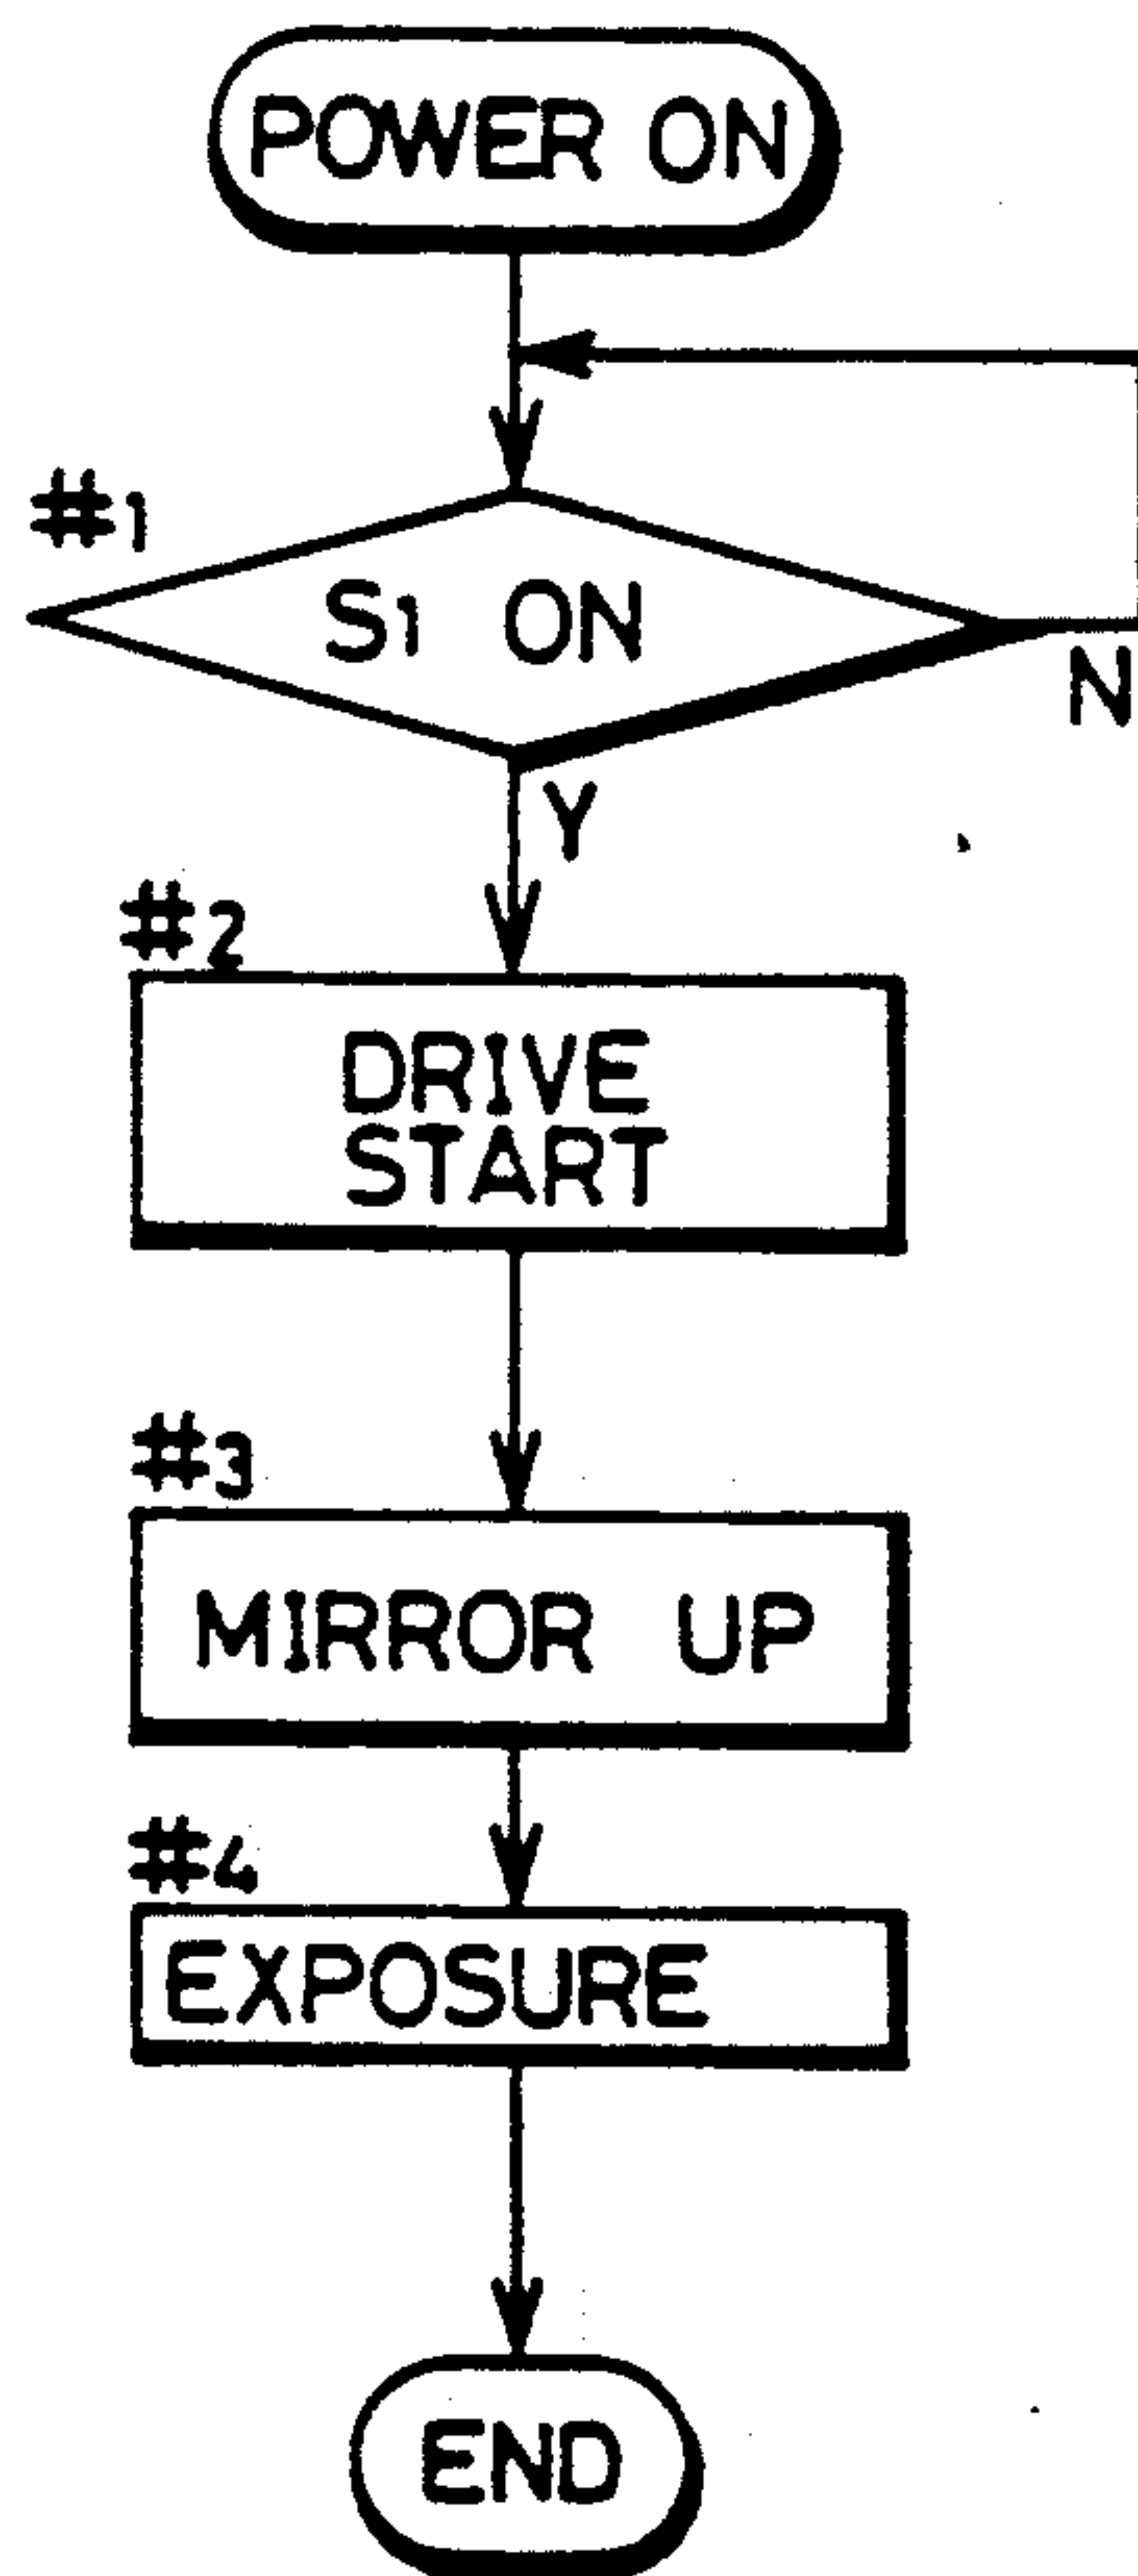 POWER ON
#1
S1 ON
N
Y
#2
DRIVE
START
#3
MIRROR UP
#4
EXPOSURE
END